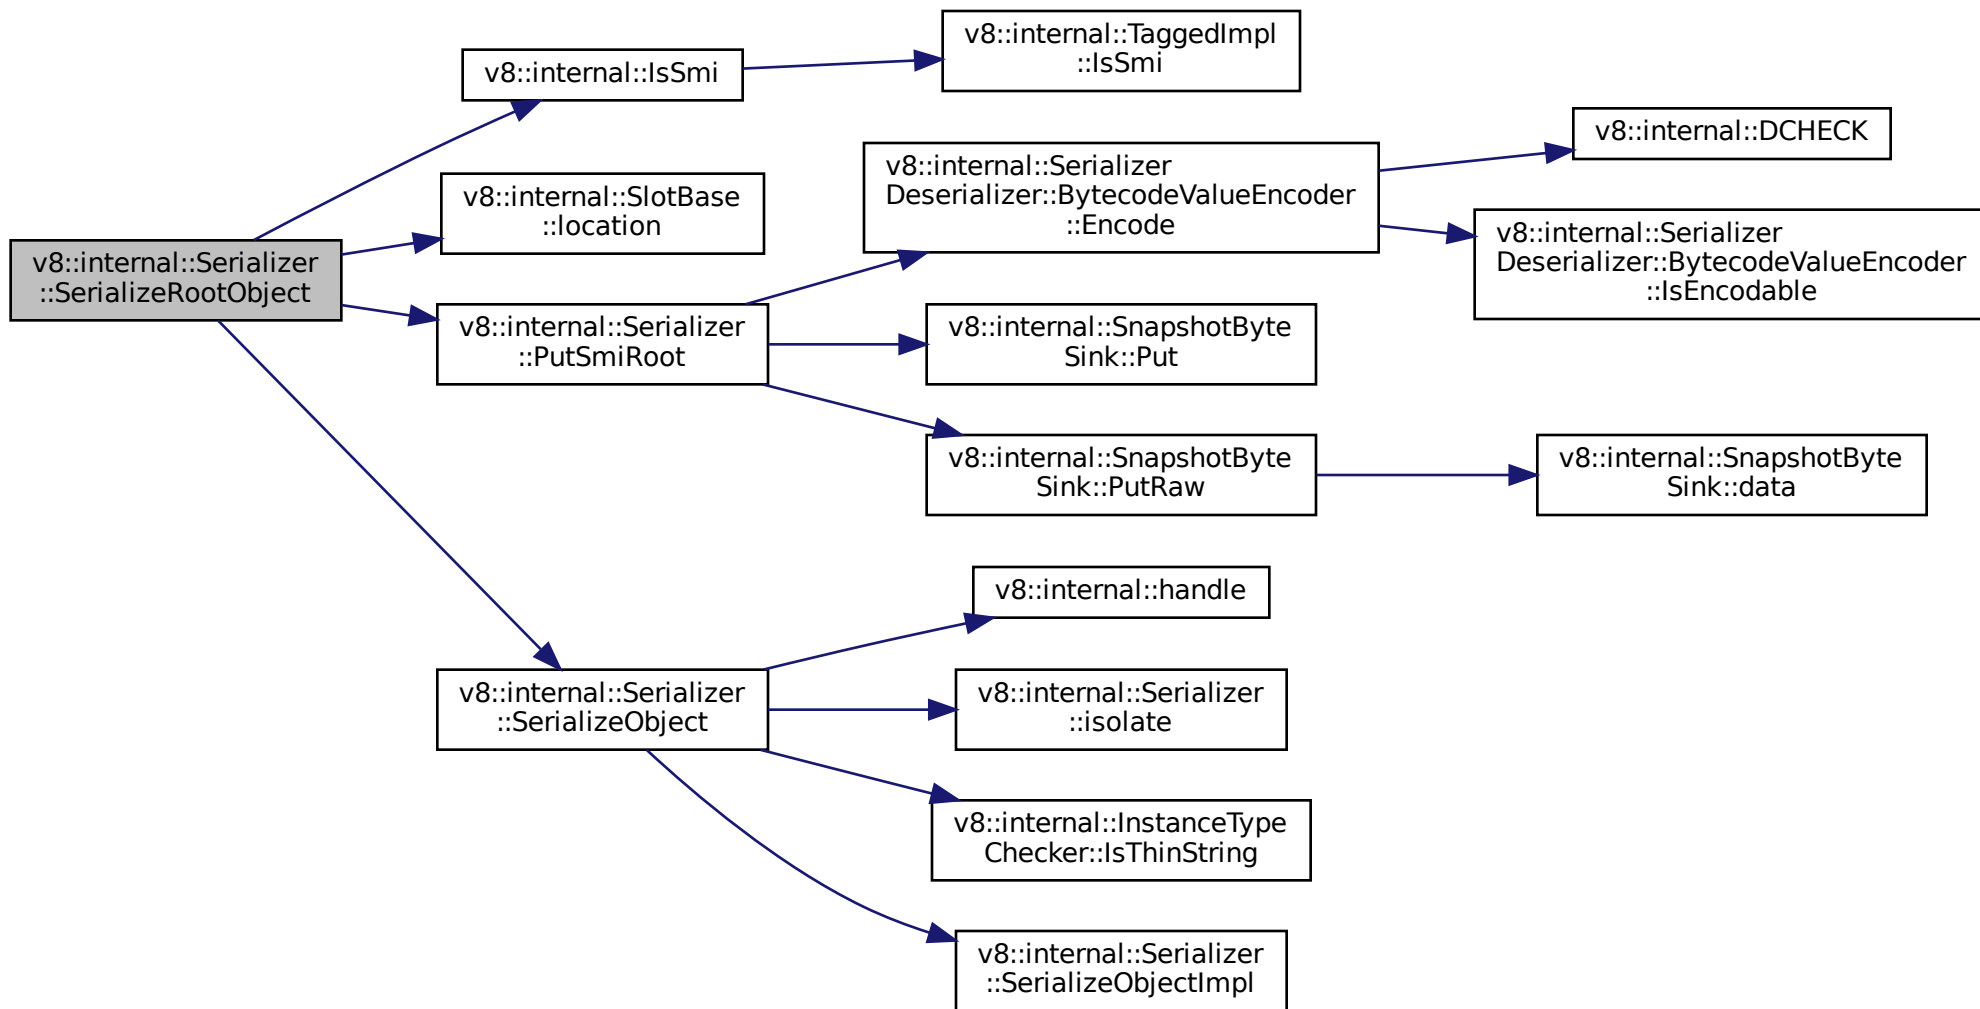 v8::internal::Serializer
::SerializeRootObject
v8::internal::IsSmi
v8::internal::TaggedImpl
::IsSmi
v8::internal::SlotBase
::location
v8::internal::Serializer
::PutSmiRoot
v8::internal::Serializer
Deserializer::BytecodeValueEncoder
::Encode
v8::internal::DCHECK
v8::internal::Serializer
Deserializer::BytecodeValueEncoder
::IsEncodable
v8::internal::SnapshotByte
Sink::Put
v8::internal::SnapshotByte
Sink::PutRaw
v8::internal::SnapshotByte
Sink::data
v8::internal::Serializer
::SerializeObject
v8::internal::handle
v8::internal::Serializer
::isolate
v8::internal::InstanceType
Checker::IsThinString
v8::internal::Serializer
::SerializeObjectImpl